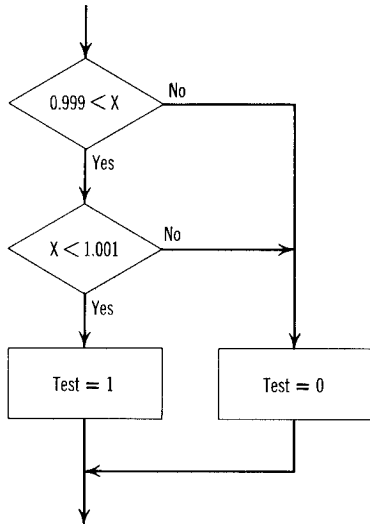 0.999 < X
No
Yes
X < 1.001
No
Yes
Test = 1
Test = 0